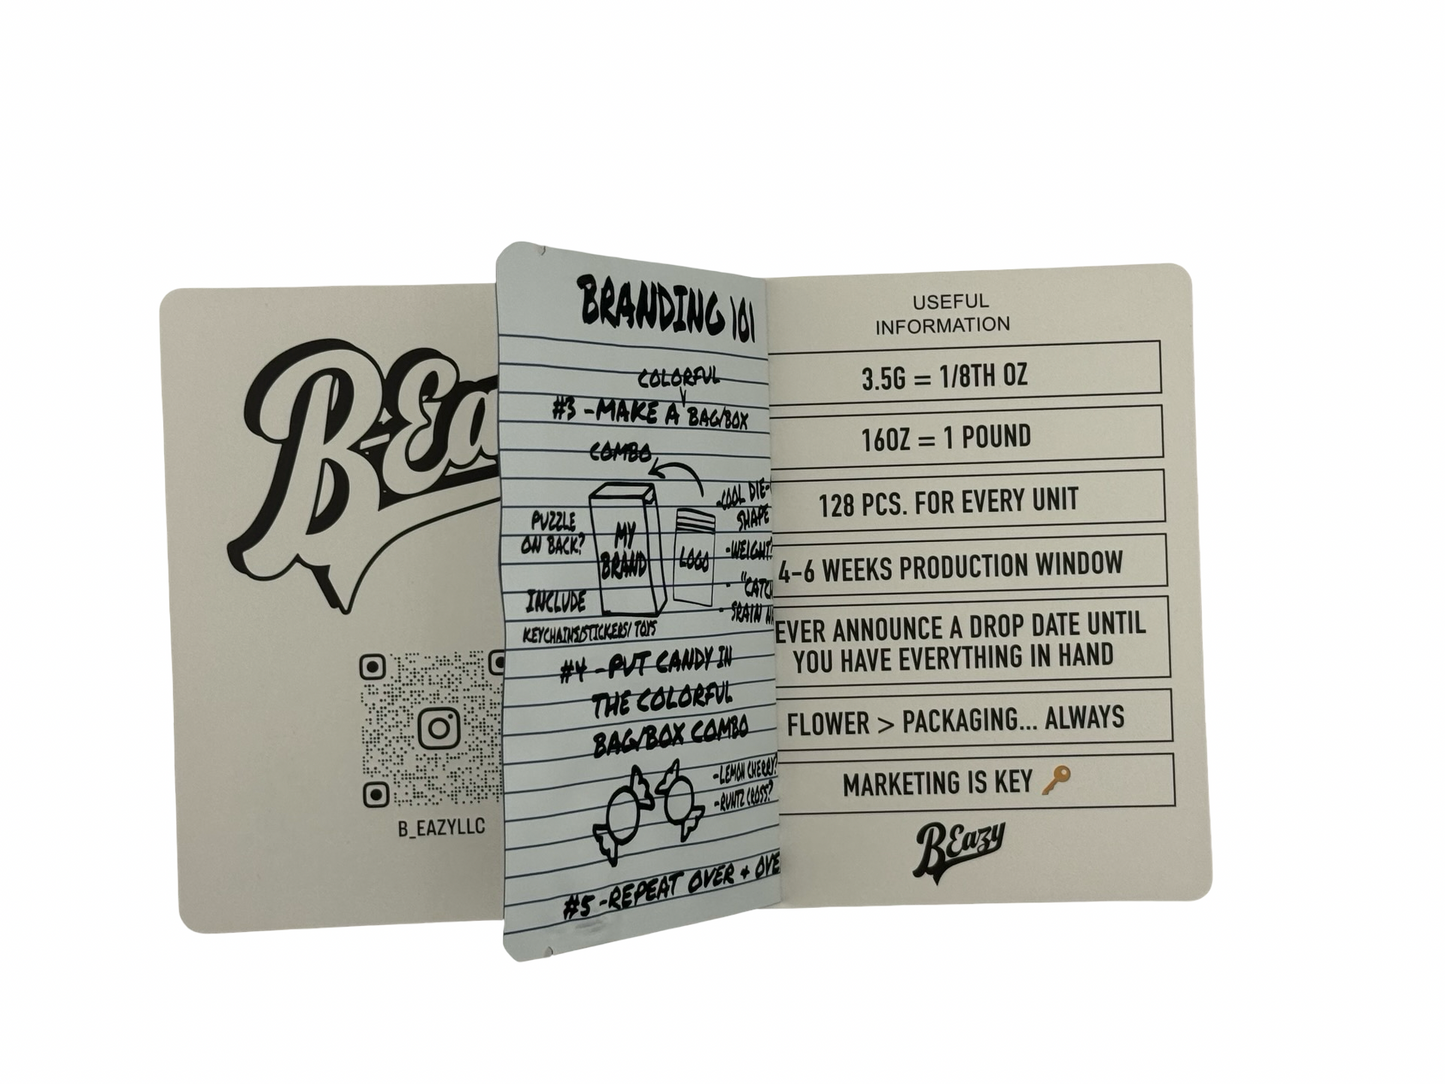 B-Ea
B_EAZYLLC
BRANDING 101
COLORFUL
#3 -MAKE A BAG/BOX
COMBO
PUZZLE
ON BACK?
MY
BRAND
LOGO
-COOL DIE-
SHAPE
-WEIGHT?
- "CATC
- STRAIN
INCLUDE
KEYCHAINS/STICKERS/TOYS
#4 -PUT CANDY IN
THE COLORFUL
BAG/BOX COMBO
-LEMON CHERRY?
-RUNTZ CROSS?
#5 -REPEAT OVER + OVE
USEFUL
INFORMATION
3.5G = 1/8TH OZ
16OZ = 1 POUND
128 PCS. FOR EVERY UNIT
4-6 WEEKS PRODUCTION WINDOW
EVER ANNOUNCE A DROP DATE UNTIL
YOU HAVE EVERYTHING IN HAND
FLOWER > PACKAGING... ALWAYS
MARKETING IS KEY 🔑
B-Eazy